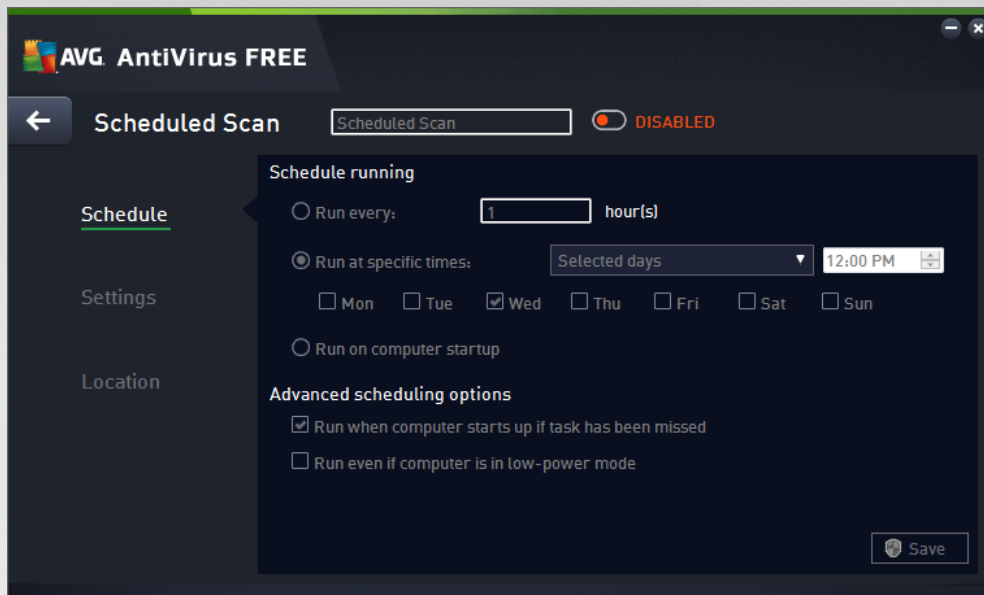 AVG. AntiVirus FREE
Scheduled Scan Scheduled Scan DISABLED
Schedule running
Schedule
Run every: 1 hour(s)
Run at specific times: Selected days 12:00 PM
Settings
Mon Tue Wed Thu Fri Sat Sun
Run on computer startup
Location
Advanced scheduling options
Run when computer starts up if task has been missed
Run even if computer is in low-power mode
Save